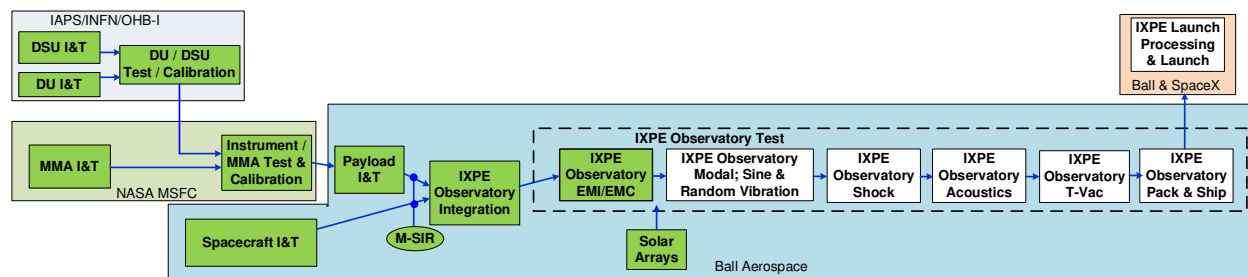 IAPS/INFN/OHB-I
DSU I&T
DU I&T
DU / DSU
Test / Calibration
MMA I&T
Instrument /
MMA Test &
Calibration
NASA MSFC
Payload
I&T
Spacecraft I&T
M-SIR
IXPE
Observatory
Integration
IXPE Observatory Test
IXPE
Observatory
EMI/EMC
IXPE Observatory
Modal; Sine &
Random Vibration
IXPE
Observatory
Shock
IXPE
Observatory
Acoustics
IXPE
Observatory
T-Vac
IXPE
Observatory
Pack & Ship
Solar
Arrays
Ball Aerospace
IXPE Launch
Processing
& Launch
Ball & SpaceX